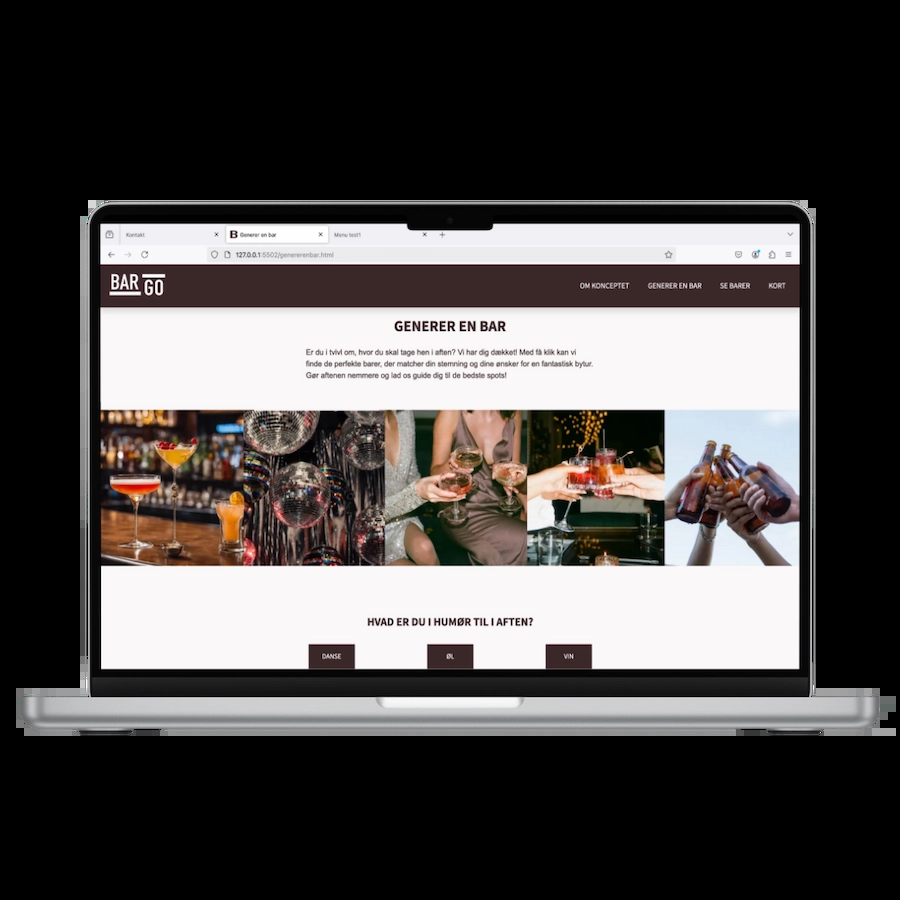 Kontakt
Generer en bar
Menu test1
127.0.0.1:5502/genererenbar.html
BAR
GO
OM KONCEPTET
GENERER EN BAR
SE BARER
KORT
GENERER EN BAR
Er du i tvivl om, hvor du skal tage hen i aften? Vi har dig dækket! Med få klik kan vi
finde de perfekte barer, der matcher din stemning og dine ønsker for en fantastisk bytur.
Gør aftenen nemmere og lad os guide dig til de bedste spots!
HVAD ER DU I HUMØR TIL I AFTEN?
DANSE
ØL
VIN